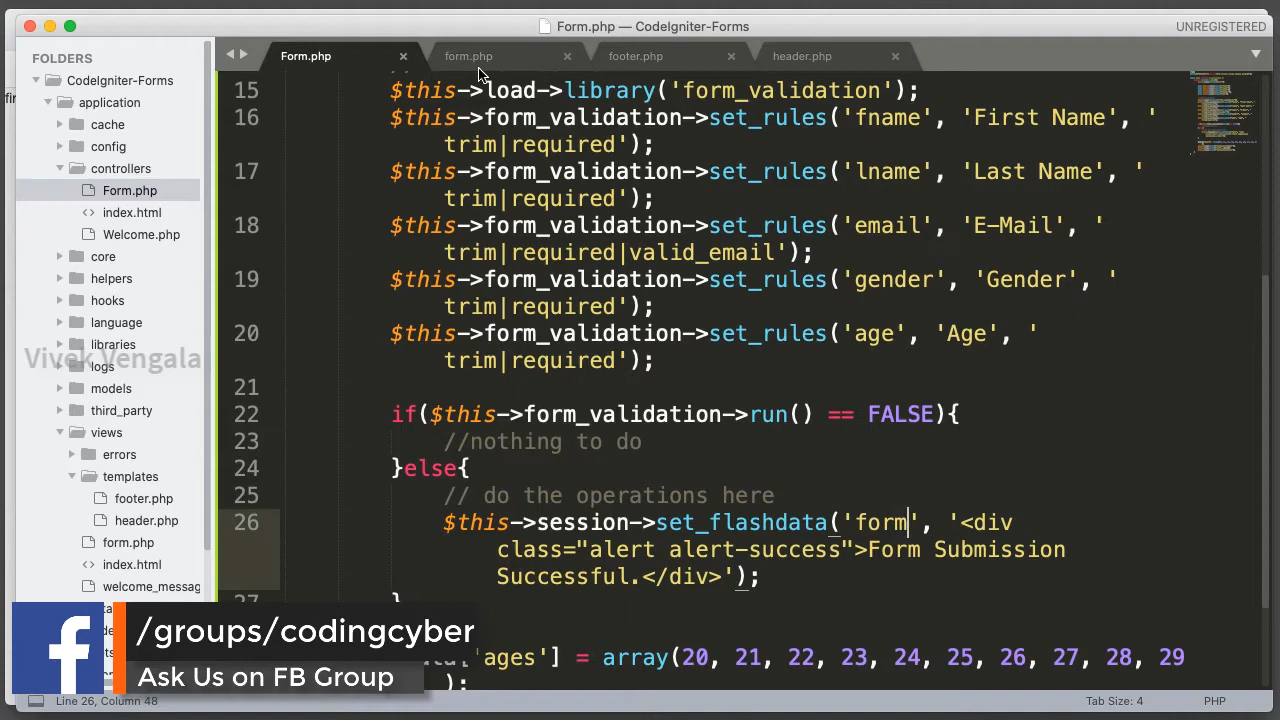 Form.php — CodeIgniter-Forms
UNREGISTERED
FOLDERS
CodeIgniter-Forms
application
cache
config
controllers
Form.php
index.html
Welcome.php
core
helpers
hooks
language
libraries
Vivek Vengala
logs
models
third_party
views
errors
templates
footer.php
header.php
form.php
index.html
welcome_messag
Form.php
form.php
footer.php
header.php
15 $this->load->library('form_validation');
16 $this->form_validation->set_rules('fname', 'First Name', '
trim|required');
17 $this->form_validation->set_rules('lname', 'Last Name', '
trim|required');
18 $this->form_validation->set_rules('email', 'E-Mail', '
trim|required|valid_email');
19 $this->form_validation->set_rules('gender', 'Gender', '
trim|required');
20 $this->form_validation->set_rules('age', 'Age', '
trim|required');
21
22 if($this->form_validation->run() == FALSE){
23 //nothing to do
24 }else{
25 // do the operations here
26 $this->session->set_flashdata('form', '<div
class="alert alert-success">Form Submission
Successful.</div>');
27 }
['ages'] = array(20, 21, 22, 23, 24, 25, 26, 27, 28, 29
);
/groups/codingcyber
Ask Us on FB Group
Line 26, Column 48
Tab Size: 4
PHP